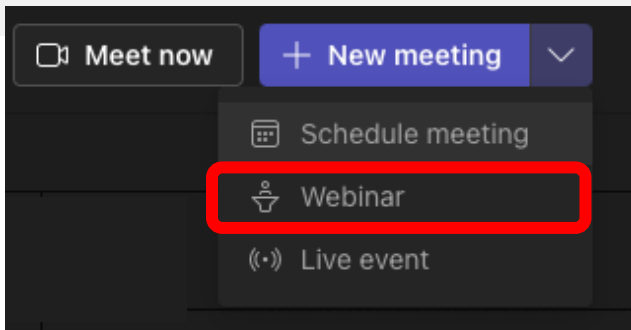 Meet now
+ New meeting
Schedule meeting
Webinar
Live event